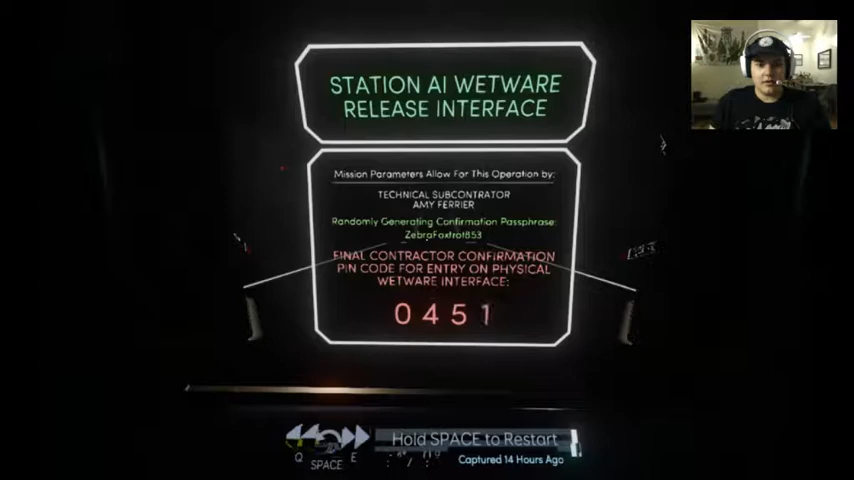 STATION AI WETWARE
RELEASE INTERFACE
Mission Parameters Allow For This Operation by:
TECHNICAL SUBCONTRATOR
AMY FERRIER
Randomly Generating Confirmation Passphrase:
ZebraFoxtrot853
FINAL CONTRACTOR CONFIRMATION
PIN CODE FOR ENTRY ON PHYSICAL
WETWARE INTERFACE:
0451
Hold SPACE to Restart
Q SPACE E
Captured 14 Hours Ago